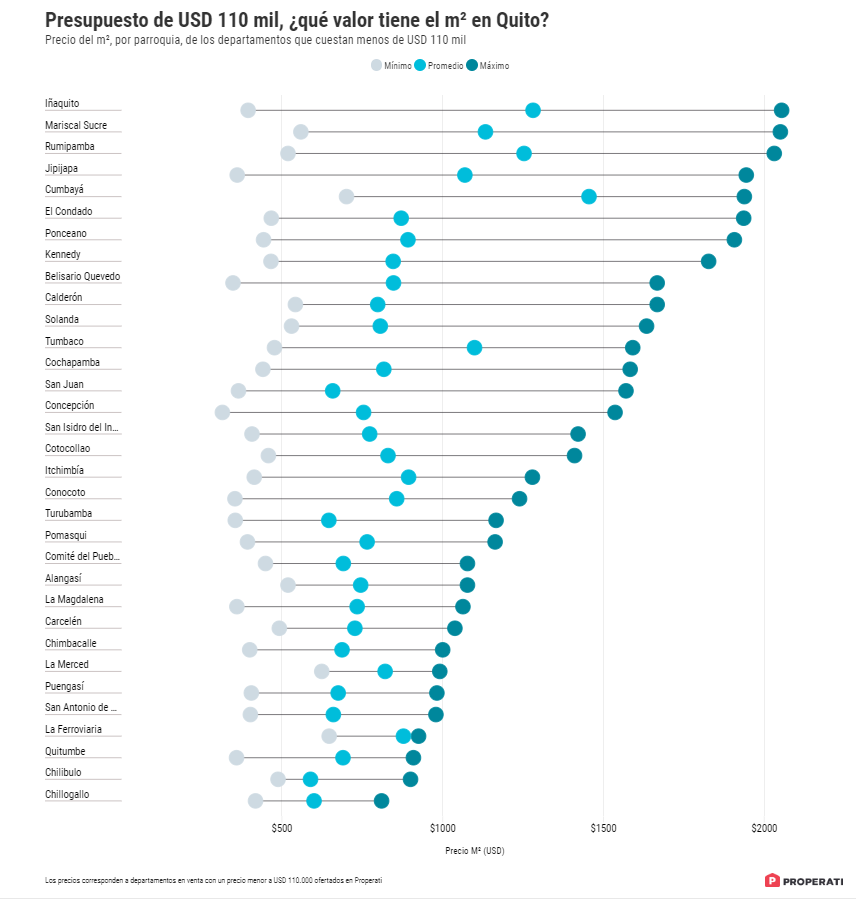 Presupuesto de USD 110 mil, ¿qué valor tiene el m² en Quito?
Precio del m², por parroquia, de los departamentos que cuestan menos de USD 110 mil
Mínimo Promedio Máximo
Iñaquito
Mariscal Sucre
Rumipamba
Jipijapa
Cumbayá
El Condado
Ponceano
Kennedy
Belisario Quevedo
Calderón
Solanda
Tumbaco
Cochapamba
San Juan
Concepción
San Isidro del In...
Cotocollao
Itchimbía
Conocoto
Turubamba
Pomasqui
Comité del Pueb...
Alangasí
La Magdalena
Carcelén
Chimbacalle
La Merced
Puengasí
San Antonio de ...
La Ferroviaria
Quitumbe
Chilibulo
Chillogallo
$500 $1000 $1500 $2000
Precio M² (USD)
Los precios corresponden a departamentos en venta con un precio menor a USD 110.000 ofertados en Properati
P PROPERATI